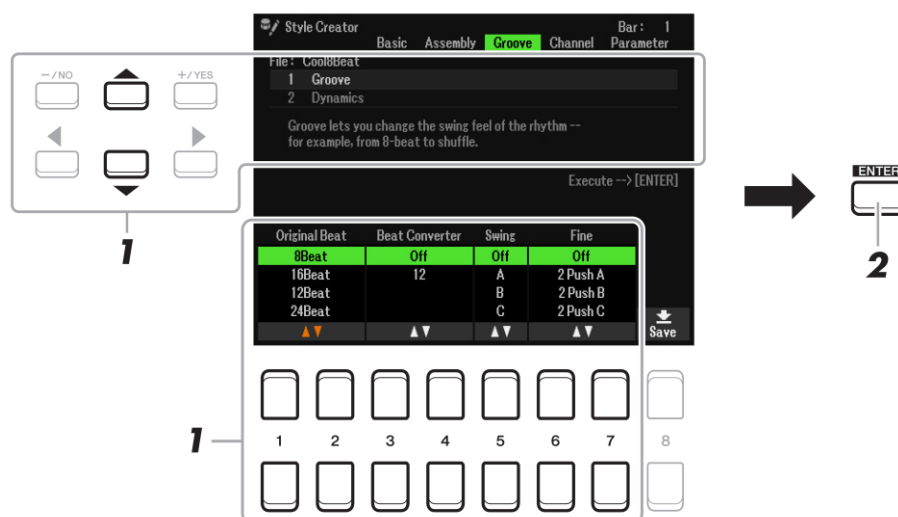 Style Creator Bar: 1
Basic Assembly Groove Channel Parameter
File: Cool8Beat
1 Groove
2 Dynamics
Groove lets you change the swing feel of the rhythm --
for example, from 8-beat to shuffle.
Execute -->[ENTER]
−/NO
+/YES
1
ENTER
2
Original Beat Beat Converter Swing Fine
8Beat Off Off Off
16Beat 12 A 2 Push A
12Beat B 2 Push B
24Beat C 2 Push C
Save
1
1 2 3 4 5 6 7 8